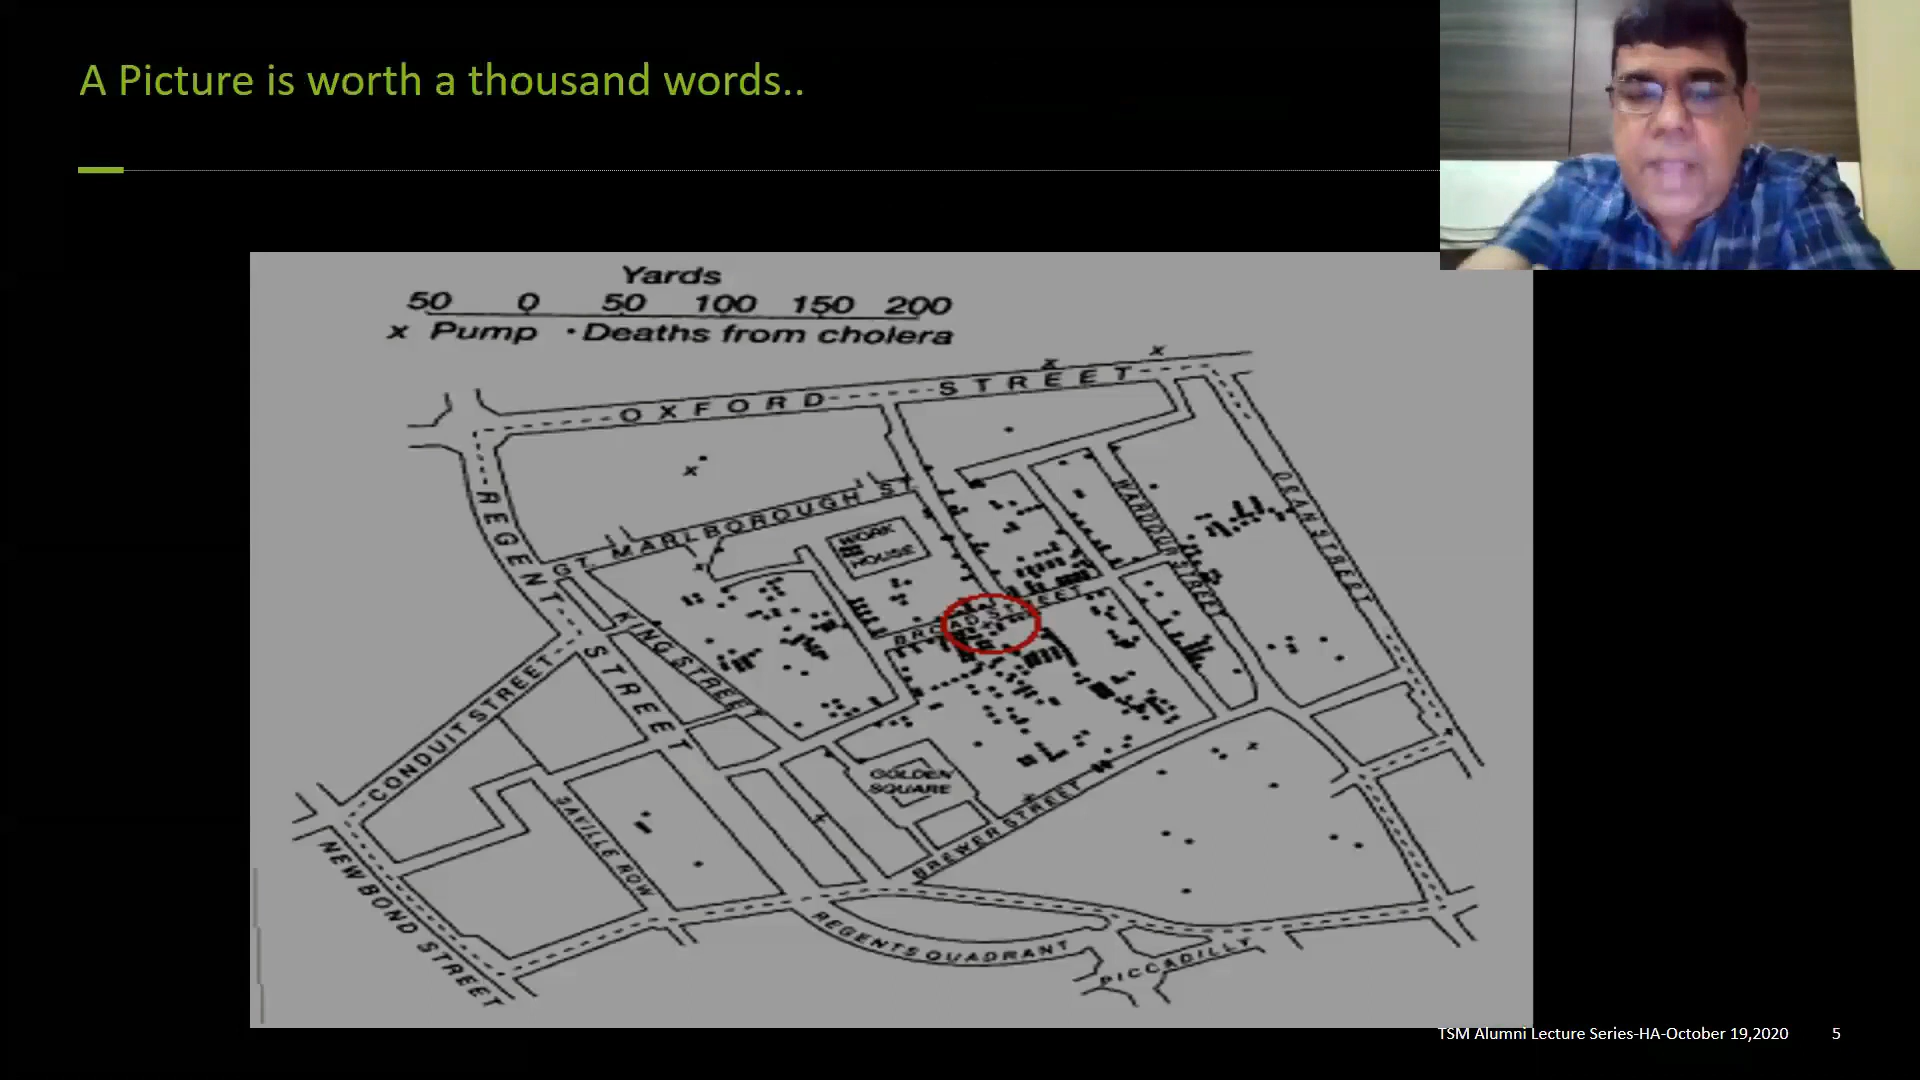 A Picture is worth a thousand words..
Yards
50 0 50 100 150 200
x Pump • Deaths from cholera
OXFORD STREET
REGENT STREET
GT. MARLBOROUGH ST.
WORK
HOUSE
WARDOUR STREET
DEAN STREET
BROAD STREET
KING STREET
CONDUIT STREET
GOLDEN
SQUARE
SAVILLE ROW
BREWER STREET
NEW BOND STREET
REGENTS QUADRANT
PICCADILLY
TSM Alumni Lecture Series-HA-October 19,2020 5